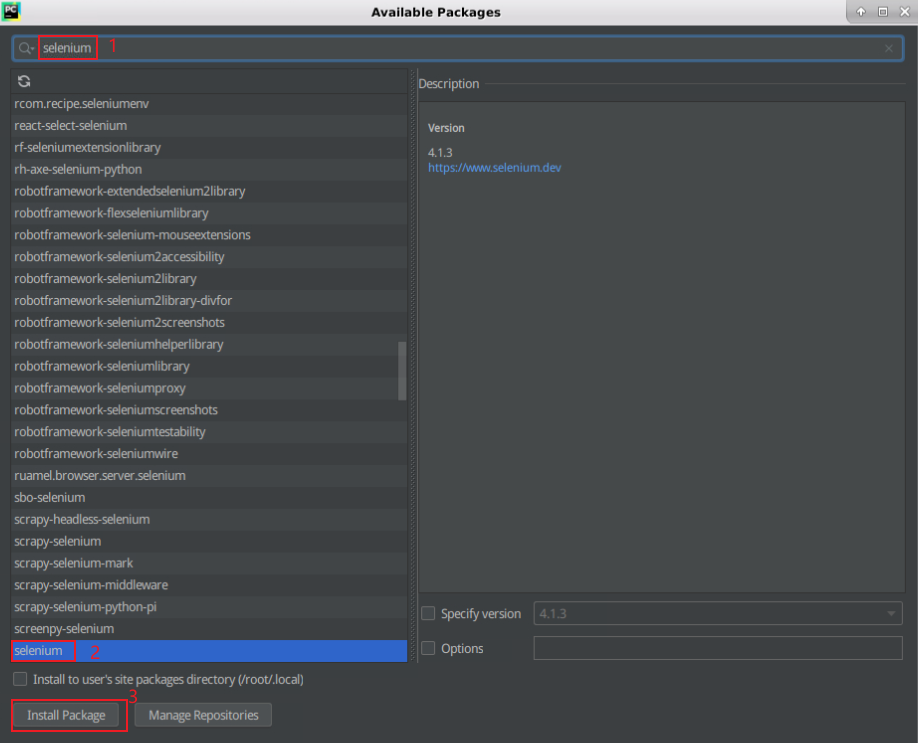 PC
Available Packages
selenium 1
rcom.recipe.seleniumenv
react-select-selenium
rf-seleniumextensionlibrary
rh-axe-selenium-python
robotframework-extendedselenium2library
robotframework-flexseleniumlibrary
robotframework-selenium-mouseextensions
robotframework-selenium2accessibility
robotframework-selenium2library
robotframework-selenium2library-divfor
robotframework-selenium2screenshots
robotframework-seleniumhelperlibrary
robotframework-seleniumlibrary
robotframework-seleniumproxy
robotframework-seleniumscreenshots
robotframework-seleniumtestability
robotframework-seleniumwire
ruamel.browser.server.selenium
sbo-selenium
scrapy-headless-selenium
scrapy-selenium
scrapy-selenium-mark
scrapy-selenium-middleware
scrapy-selenium-python-pi
screenpy-selenium
selenium 2
Description
Version
4.1.3
https://www.selenium.dev
Specify version 4.1.3
Options
Install to user's site packages directory (/root/.local)
3
Install Package Manage Repositories